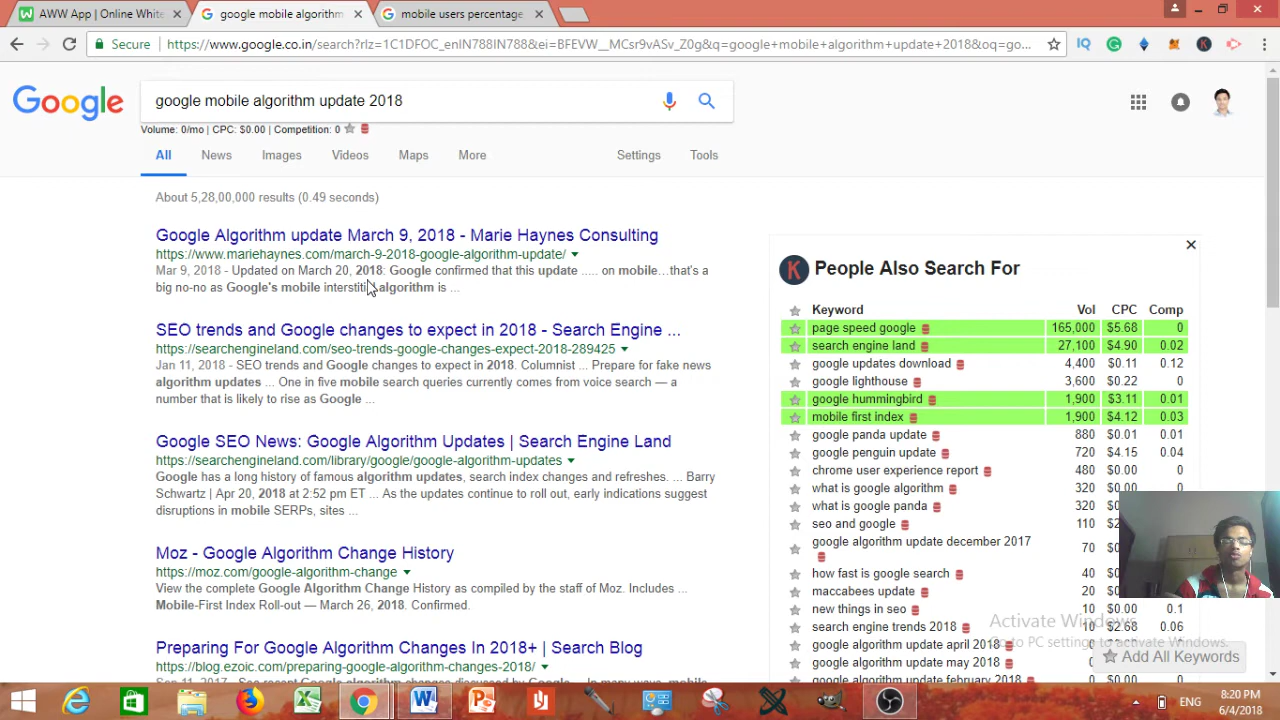 AWW App | Online White
google mobile algorithm
mobile users percentage
Secure https://www.google.co.in/search?rlz=1C1DFOC_enIN788IN788&ei=BFEVW__MCsr9vASv_Z0g&q=google+mobile+algorithm+update+2018&oq=go...
Google
google mobile algorithm update 2018
Volume: 0/mo | CPC: $0.00 | Competition: 0
All News Images Videos Maps More Settings Tools
About 5,28,00,000 results (0.49 seconds)
Google Algorithm update March 9, 2018 - Marie Haynes Consulting
https://www.mariehaynes.com/march-9-2018-google-algorithm-update/
Mar 9, 2018 - Updated on March 20, 2018: Google confirmed that this update ..... on mobile…that's a
big no-no as Google's mobile interstitial algorithm is ...
SEO trends and Google changes to expect in 2018 - Search Engine ...
https://searchengineland.com/seo-trends-google-changes-expect-2018-289425
Jan 11, 2018 - SEO trends and Google changes to expect in 2018. Columnist ... Prepare for fake news
algorithm updates ... One in five mobile search queries currently comes from voice search — a
number that is likely to rise as Google ...
Google SEO News: Google Algorithm Updates | Search Engine Land
https://searchengineland.com/library/google/google-algorithm-updates
Google has a long history of famous algorithm updates, search index changes and refreshes. ... Barry
Schwartz | Apr 20, 2018 at 2:52 pm ET ... As the updates continue to roll out, early indications suggest
disruptions in mobile SERPs, sites ...
Moz - Google Algorithm Change History
https://moz.com/google-algorithm-change
View the complete Google Algorithm Change History as compiled by the staff of Moz. Includes ...
Mobile-First Index Roll-out — March 26, 2018. Confirmed.
Preparing For Google Algorithm Changes In 2018+ | Search Blog
https://blog.ezoic.com/preparing-google-algorithm-changes-2018/
K People Also Search For
Keyword Vol CPC Comp
page speed google 165,000 $5.68 0
search engine land 27,100 $4.90 0.02
google updates download 4,400 $0.11 0.12
google lighthouse 3,600 $0.22 0
google hummingbird 1,900 $3.11 0.01
mobile first index 1,900 $4.12 0.03
google panda update 880 $0.01 0.01
google penguin update 720 $4.15 0.04
chrome user experience report 480 $0.00 0
what is google algorithm 320 $0.00 0
what is google panda 320
seo and google 110
google algorithm update december 2017 70
how fast is google search 40
maccabees update 20
new things in seo 10 $0.00 0.1
search engine trends 2018 10 $2.68 0.06
google algorithm update april 2018
google algorithm update may 2018
google algorithm update february 2018
Activate Windows
Go to PC settings to activate Windows.
Add All Keywords
ENG
8:20 PM
6/4/2018